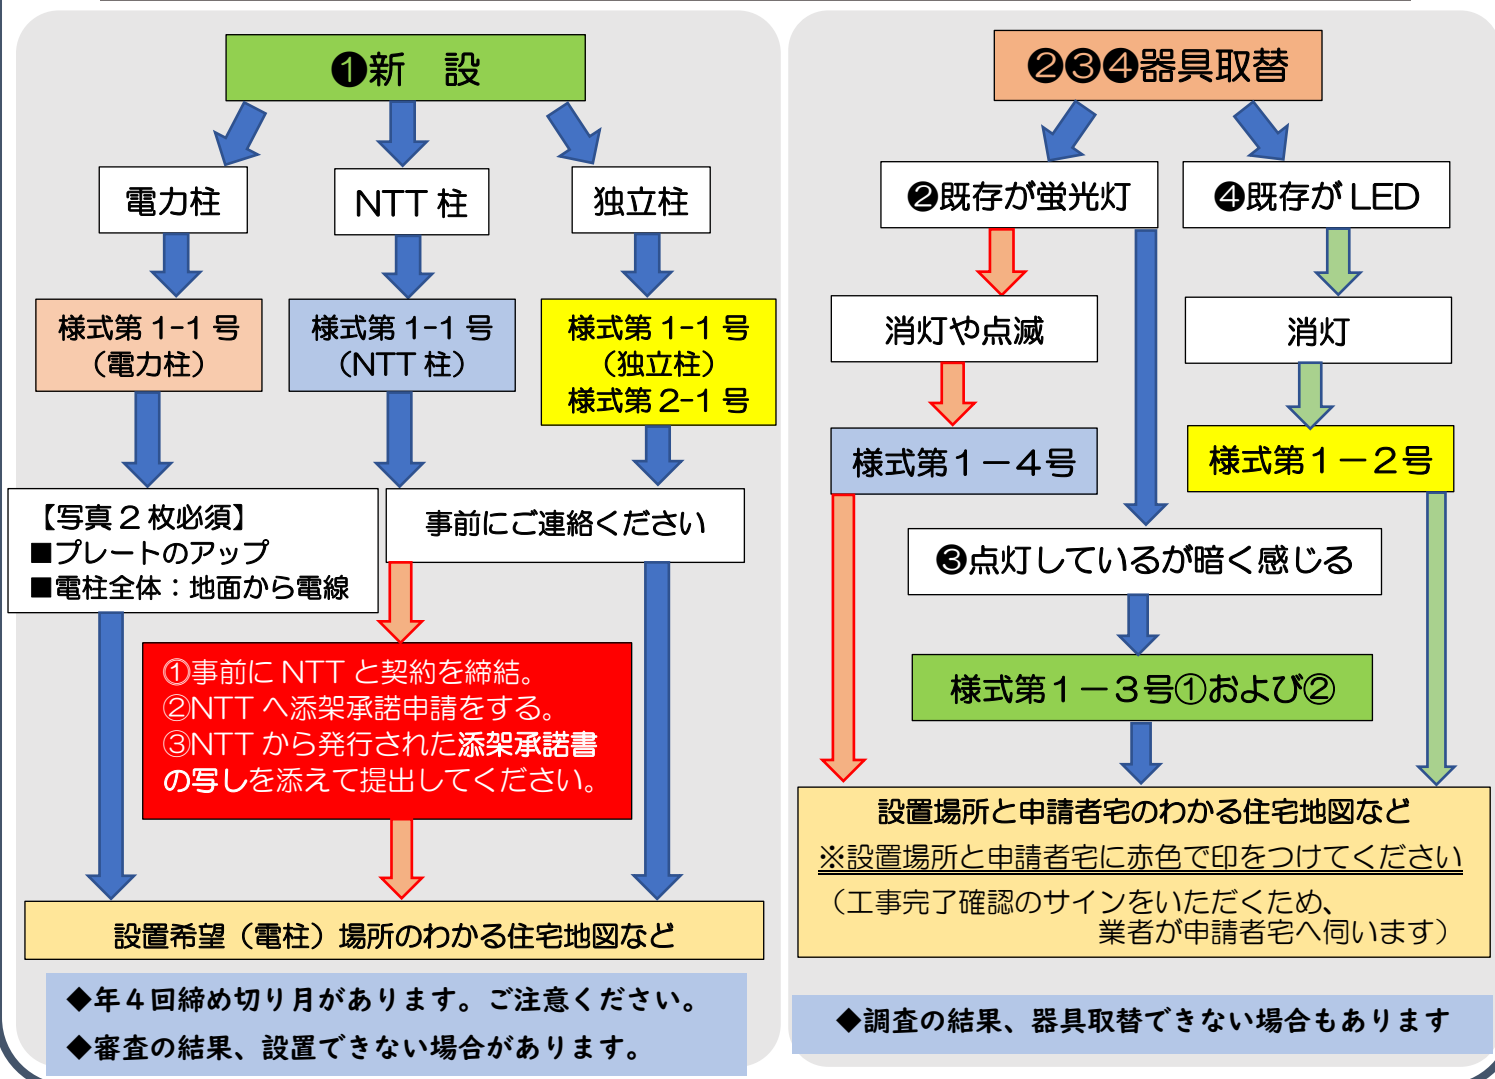 ❶新　設
電力柱
NTT 柱
独立柱
様式第 1-1 号
（電力柱）
様式第 1-1 号
（NTT 柱）
様式第 1-1 号
（独立柱）
様式第 2-1 号
【写真 2 枚必須】
■プレートのアップ
■電柱全体：地面から電線
事前にご連絡ください
①事前に NTT と契約を締結。
②NTT へ添架承諾申請をする。
③NTT から発行された添架承諾書
の写しを添えて提出してください。
設置希望（電柱）場所のわかる住宅地図など
◆年４回締め切り月があります。ご注意ください。
◆審査の結果、設置できない場合があります。
❷❸❹器具取替
❷既存が蛍光灯
❹既存が LED
消灯や点滅
消灯
様式第１－４号
様式第１－２号
❸点灯しているが暗く感じる
様式第１－３号①および②
設置場所と申請者宅のわかる住宅地図など
※設置場所と申請者宅に赤色で印をつけてください
（工事完了確認のサインをいただくため、
業者が申請者宅へ伺います）
◆調査の結果、器具取替できない場合もあります